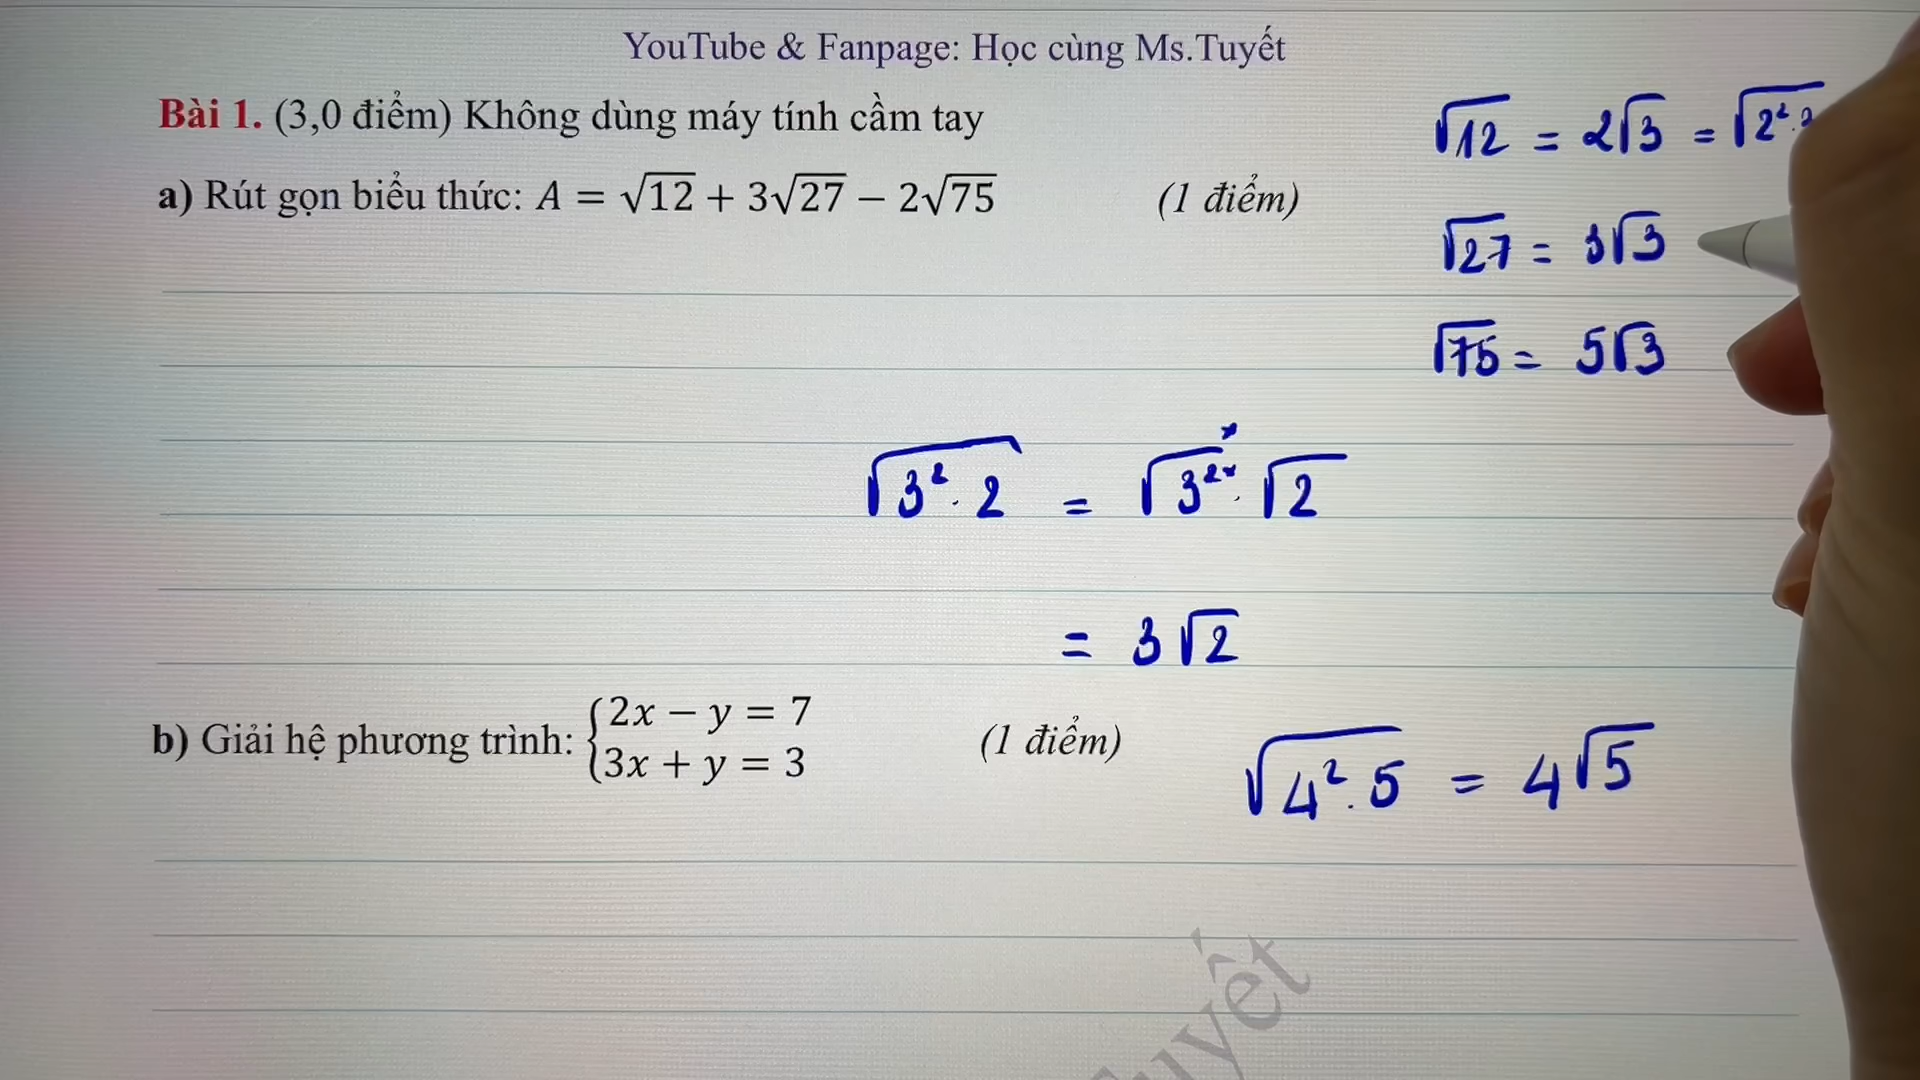 YouTube & Fanpage: Học cùng Ms.Tuyết
Bài 1. (3,0 điểm) Không dùng máy tính cầm tay
a) Rút gọn biểu thức: A = √12 + 3√27 − 2√75 (1 điểm)
√12 = 2√3 = √2².
√27 = 3√3
√75 = 5√3
√3².2 = √3².√2
= 3√2
b) Giải hệ phương trình: {2x − y = 7
3x + y = 3 (1 điểm)
√4².5 = 4√5